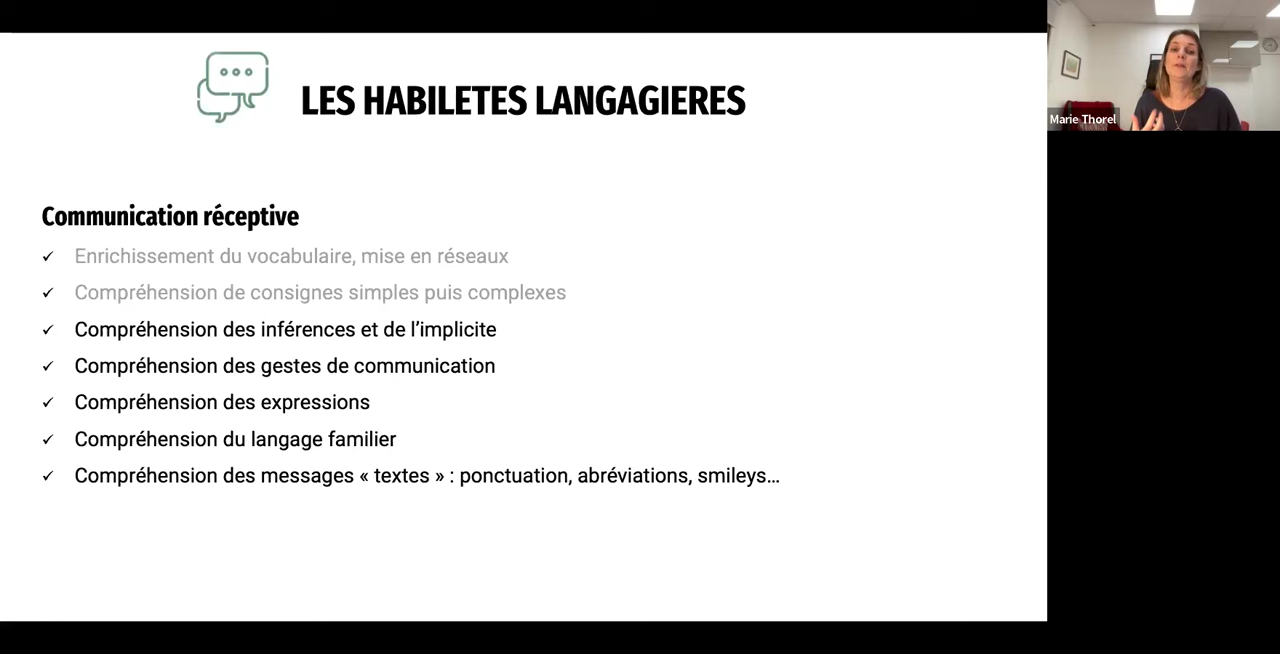 LES HABILETES LANGAGIERES
Marie Thorel
Communication réceptive
✓ Enrichissement du vocabulaire, mise en réseaux
✓ Compréhension de consignes simples puis complexes
✓ Compréhension des inférences et de l’implicite
✓ Compréhension des gestes de communication
✓ Compréhension des expressions
✓ Compréhension du langage familier
✓ Compréhension des messages « textes » : ponctuation, abréviations, smileys…